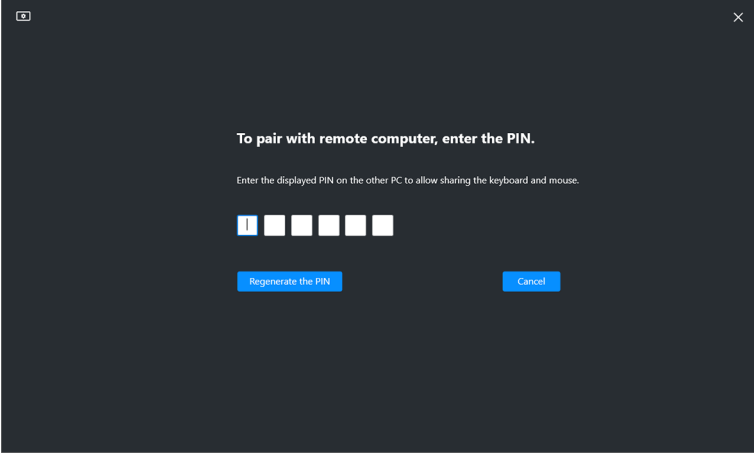 To pair with remote computer, enter the PIN.
Enter the displayed PIN on the other PC to allow sharing the keyboard and mouse.
Regenerate the PIN
Cancel